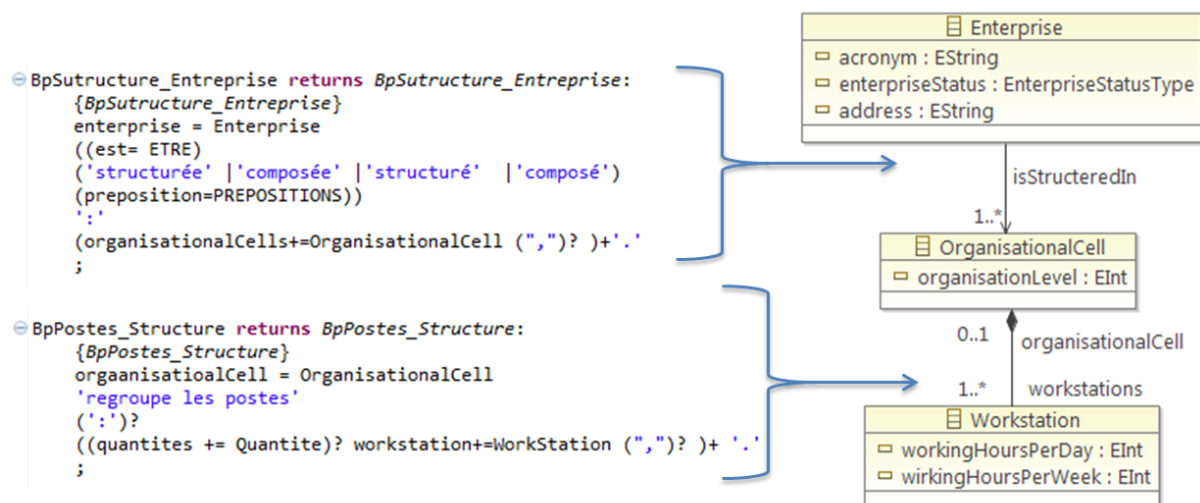 BpSutructure_Entreprise returns BpSutructure_Entreprise:
{BpSutructure_Entreprise}
enterprise = Enterprise
((est= ETRE)
('structurée' |'composée' |'structuré' |'composé')
(preposition=PREPOSITIONS))
':'
(organisationalCells+=OrganisationalCell (",")? )+'.'
;
BpPostes_Structure returns BpPostes_Structure:
{BpPostes_Structure}
orgaanisatioalCell = OrganisationalCell
'regroupe les postes'
(':')?
((quantites += Quantite)? workstation+=WorkStation (",")? )+ '.'
;
Enterprise
acronym : EString
enterpriseStatus : EnterpriseStatusType
address : EString
isStructeredIn
1..*
OrganisationalCell
organisationLevel : EInt
0..1
organisationalCell
1..*
workstations
Workstation
workingHoursPerDay : EInt
wirkingHoursPerWeek : EInt